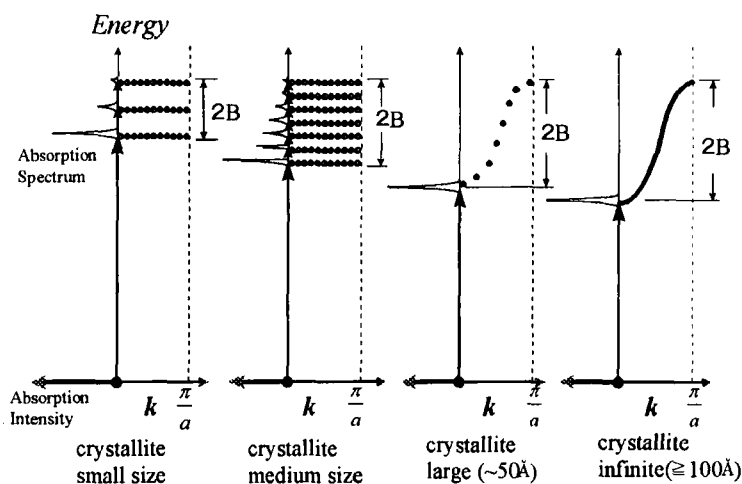 Energy
2B
2B
2B
2B
Absorption
Spectrum
Absorption
Intensity
k π/a
k π/a
k π/a
k π/a
crystallite
small size
crystallite
medium size
crystallite
large (~50Å)
crystallite
infinite(≧100Å)